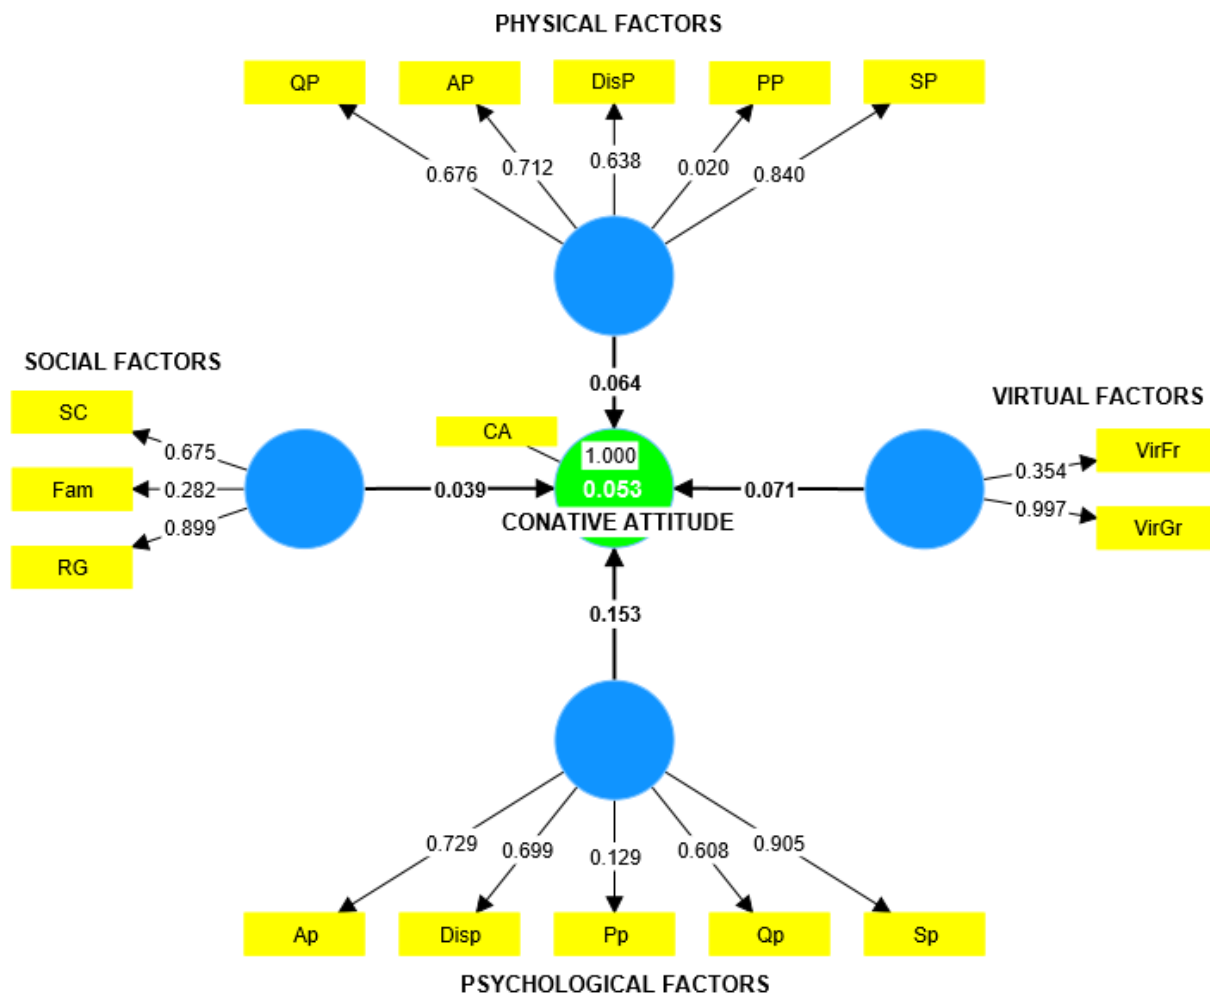 PHYSICAL FACTORS
QP AP DisP PP SP
0.676 0.712 0.638 0.020 0.840
0.064
SOCIAL FACTORS
SC
Fam
RG
0.675
0.282
0.899
0.039
CA
1.000
0.053
CONATIVE ATTITUDE
0.071
VIRTUAL FACTORS
VirFr
VirGr
0.354
0.997
0.153
0.729 0.699 0.129 0.608 0.905
Ap Disp Pp Qp Sp
PSYCHOLOGICAL FACTORS